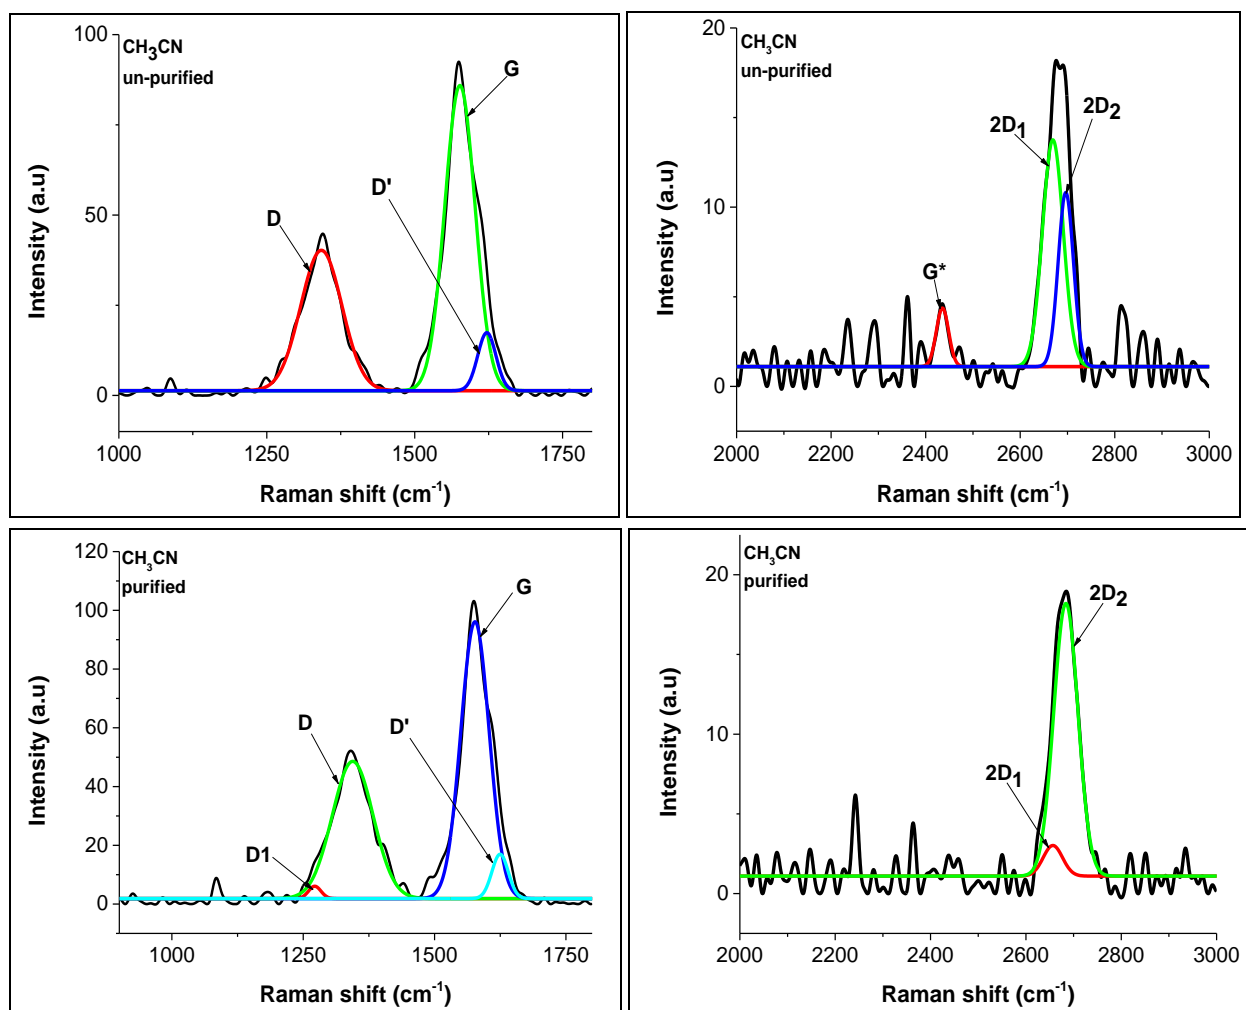 CH₃CN
un-purified
100
50
0
Intensity (a.u)
D
D'
G
1000 1250 1500 1750
Raman shift (cm⁻¹)
CH₃CN
un-purified
20
10
0
Intensity (a.u)
G*
2D₁
2D₂
2000 2200 2400 2600 2800 3000
Raman shift (cm⁻¹)
CH₃CN
purified
120
100
80
60
40
20
0
Intensity (a.u)
D1
D
D'
G
1000 1250 1500 1750
Raman shift (cm⁻¹)
CH₃CN
purified
20
10
0
Intensity (a.u)
2D₁
2D₂
2000 2200 2400 2600 2800 3000
Raman shift (cm⁻¹)